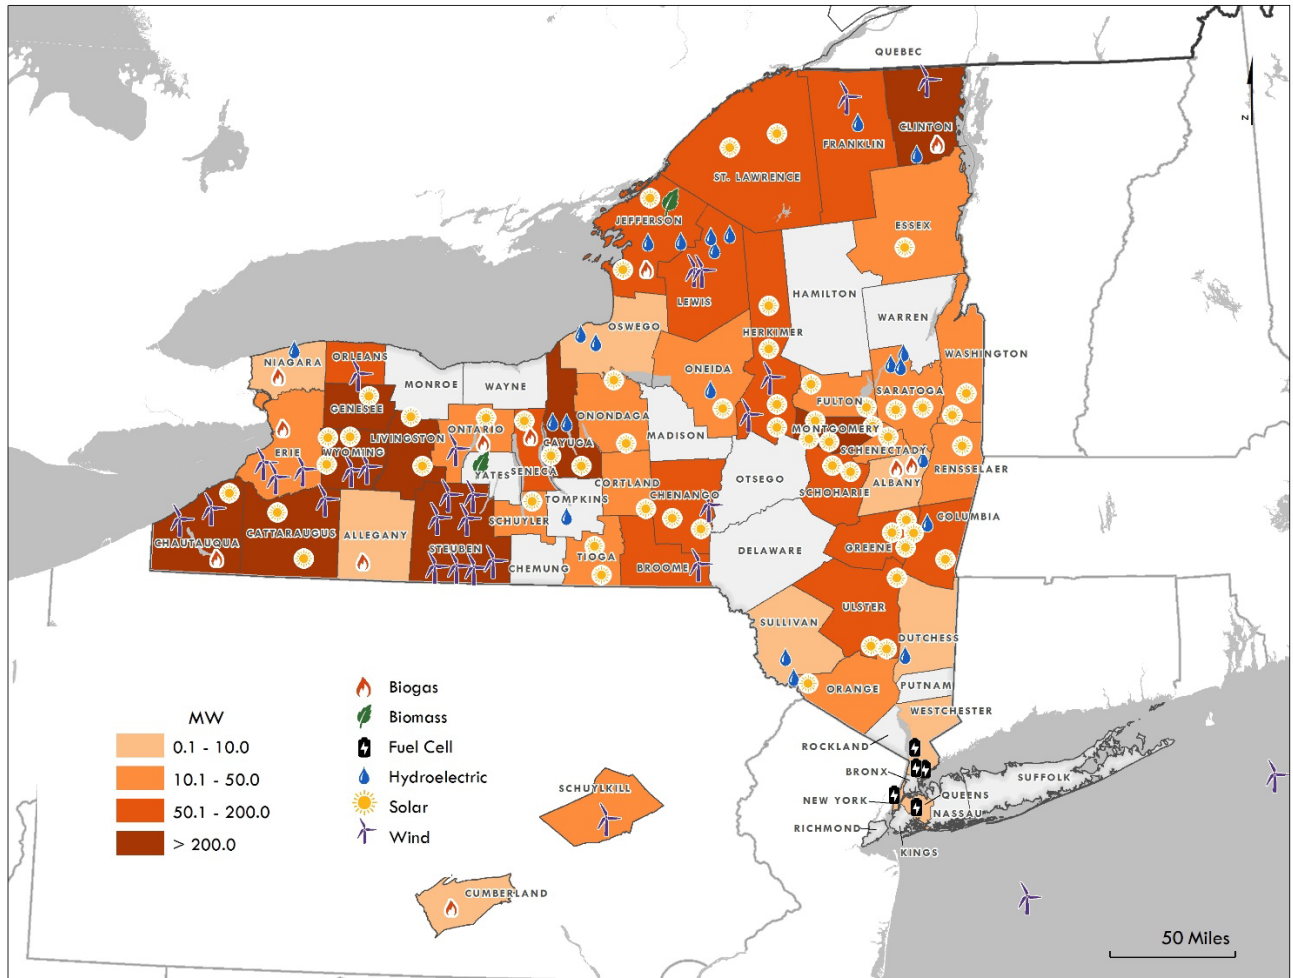 QUEBEC
CLINTON
FRANKLIN
ST. LAWRENCE
JEFFERSON
ESSEX
HAMILTON
LEWIS
WARREN
OSWEGO
HERKIMER
WASHINGTON
NIAGARA
ORLEANS
MONROE
WAYNE
ONEIDA
SARATOGA
FULTON
GENESEE
LIVINGSTON
ONTARIO
ONONDAGA
MADISON
MONTGOMERY
CAYUGA
SCHENECTADY
ERIE
WYOMING
YATES
SENECA
CORTLAND
OTSEGO
ALBANY
RENSSELAER
TOMPKINS
CHENANGO
SCHOHARIE
CHAUTAUQUA
CATTARAUGUS
ALLEGANY
STEUBEN
SCHUYLER
COLUMBIA
DELAWARE
GREENE
CHEMUNG
TIOGA
BROOME
ULSTER
SULLIVAN
DUTCHESS
ORANGE
PUTNAM
WESTCHESTER
ROCKLAND
BRONX
SUFFOLK
NEW YORK
QUEENS
NASSAU
RICHMOND
KINGS
SCHUYLKILL
CUMBERLAND
MW
0.1 - 10.0
10.1 - 50.0
50.1 - 200.0
> 200.0
Biogas
Biomass
Fuel Cell
Hydroelectric
Solar
Wind
50 Miles
N